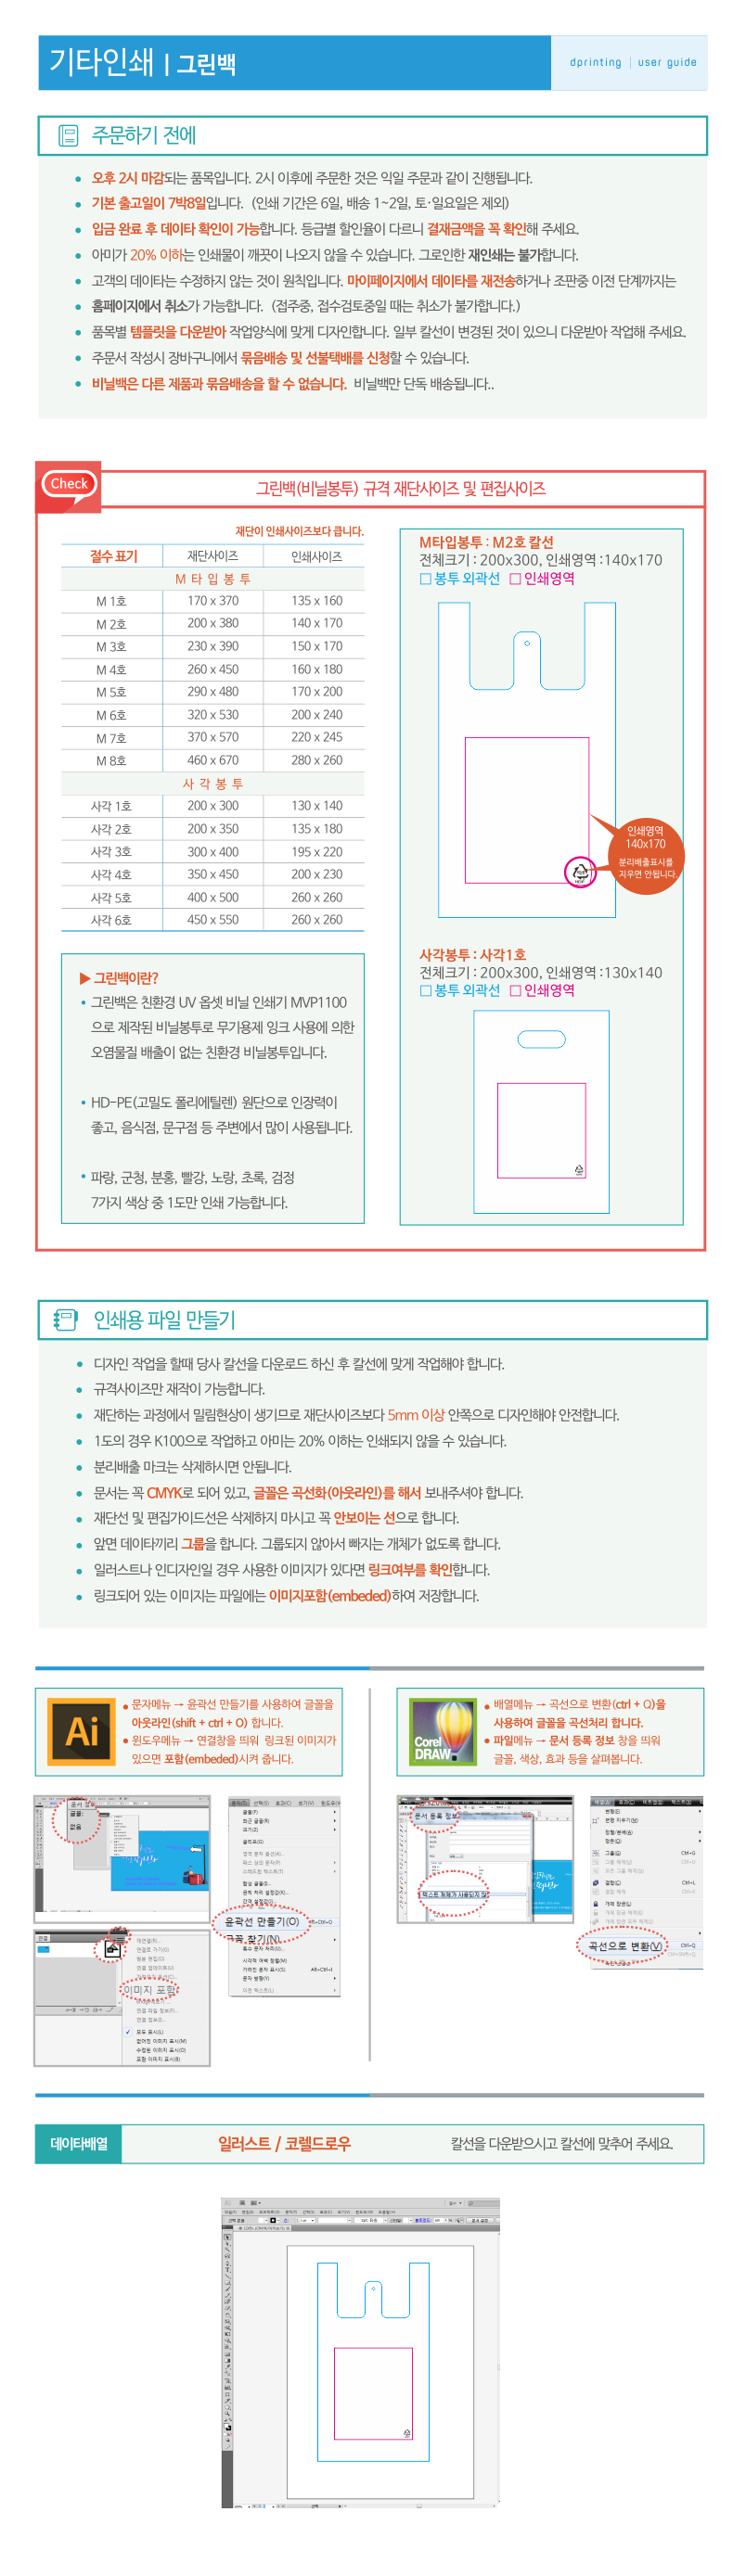 기타인쇄 | 그린백
dprinting | user guide
주문하기 전에
오후 2시 마감되는 품목입니다. 2시 이후에 주문한 것은 익일 주문과 같이 진행됩니다.
기본 출고일이 7박8일입니다. (인쇄 기간은 6일, 배송 1~2일, 토·일요일은 제외)
입금 완료 후 데이타 확인이 가능합니다. 등급별 할인율이 다르니 결재금액을 꼭 확인해 주세요.
아미가 20% 이하는 인쇄물이 깨끗이 나오지 않을 수 있습니다. 그로인한 재인쇄는 불가합니다.
고객의 데이타는 수정하지 않는 것이 원칙입니다. 마이페이지에서 데이타를 재전송하거나 조판중 이전 단계까지는
홈페이지에서 취소가 가능합니다. (접주중, 접수검토중일 때는 취소가 불가합니다.)
품목별 템플릿을 다운받아 작업양식에 맞게 디자인합니다. 일부 칼선이 변경된 것이 있으니 다운받아 작업해 주세요.
주문서 작성시 장바구니에서 묶음배송 및 선불택배를 신청할 수 있습니다.
비닐백은 다른 제품과 묶음배송을 할 수 없습니다. 비닐백만 단독 배송됩니다..
Check
그린백(비닐봉투) 규격 재단사이즈 및 편집사이즈
재단이 인쇄사이즈보다 큽니다.
절수 표기 재단사이즈 인쇄사이즈
M 타 입 봉 투
M 1호 170 x 370 135 x 160
M 2호 200 x 380 140 x 170
M 3호 230 x 390 150 x 170
M 4호 260 x 450 160 x 180
M 5호 290 x 480 170 x 200
M 6호 320 x 530 200 x 240
M 7호 370 x 570 220 x 245
M 8호 460 x 670 280 x 260
사 각 봉 투
사각 1호 200 x 300 130 x 140
사각 2호 200 x 350 135 x 180
사각 3호 300 x 400 195 x 220
사각 4호 350 x 450 200 x 230
사각 5호 400 x 500 260 x 260
사각 6호 450 x 550 260 x 260
▶ 그린백이란?
그린백은 친환경 UV 옵셋 비닐 인쇄기 MVP1100
으로 제작된 비닐봉투로 무기용제 잉크 사용에 의한
오염물질 배출이 없는 친환경 비닐봉투입니다.
HD-PE(고밀도 폴리에틸렌) 원단으로 인장력이
좋고, 음식점, 문구점 등 주변에서 많이 사용됩니다.
파랑, 군청, 분홍, 빨강, 노랑, 초록, 검정
7가지 색상 중 1도만 인쇄 가능합니다.
M타입봉투 : M2호 칼선
전체크기 : 200x300, 인쇄영역 :140x170
□ 봉투 외곽선 □ 인쇄영역
인쇄영역
140x170
분리배출표시를
지우면 안됩니다.
사각봉투 : 사각1호
전체크기 : 200x300, 인쇄영역 :130x140
□ 봉투 외곽선 □ 인쇄영역
인쇄용 파일 만들기
디자인 작업을 할때 당사 칼선을 다운로드 하신 후 칼선에 맞게 작업해야 합니다.
규격사이즈만 재작이 가능합니다.
재단하는 과정에서 밀림현상이 생기므로 재단사이즈보다 5mm 이상 안쪽으로 디자인해야 안전합니다.
1도의 경우 K100으로 작업하고 아미는 20% 이하는 인쇄되지 않을 수 있습니다.
분리배출 마크는 삭제하시면 안됩니다.
문서는 꼭 CMYK로 되어 있고, 글꼴은 곡선화(아웃라인)를 해서 보내주셔야 합니다.
재단선 및 편집가이드선은 삭제하지 마시고 꼭 안보이는 선으로 합니다.
앞면 데이타끼리 그룹을 합니다. 그룹되지 않아서 빠지는 개체가 없도록 합니다.
일러스트나 인디자인일 경우 사용한 이미지가 있다면 링크여부를 확인합니다.
링크되어 있는 이미지는 파일에는 이미지포함(embeded)하여 저장합니다.
Ai
문자메뉴 → 윤곽선 만들기를 사용하여 글꼴을
아웃라인(shift + ctrl + O) 합니다.
윈도우메뉴 → 연결창을 띄워 링크된 이미지가
있으면 포함(embeded)시켜 줍니다.
Corel
DRAW
배열메뉴 → 곡선으로 변환(ctrl + Q)을
사용하여 글꼴을 곡선처리 합니다.
파일메뉴 → 문서 등록 정보 창을 띄워
글꼴, 색상, 효과 등을 살펴봅니다.
글꼴:
없음
윤곽선 만들기(O)
이미지 포함
문서 등록 정보
곡선으로 변환(V)
데이타배열
일러스트 / 코렐드로우
칼선을 다운받으시고 칼선에 맞추어 주세요.